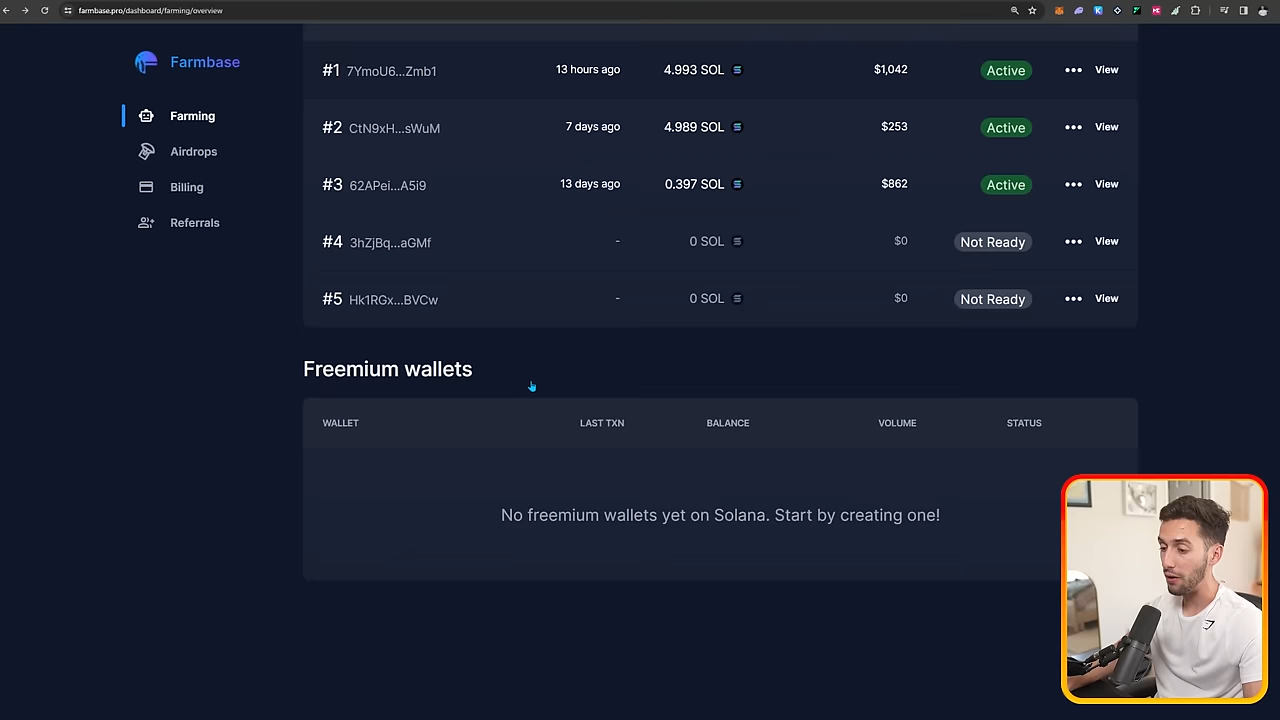 farmbase.pro/dashboard/farming/overview
Farmbase
Farming
Airdrops
Billing
Referrals
#1 7YmoU6...Zmb1 13 hours ago 4.993 SOL $1,042 Active ••• View
#2 CtN9xH...sWuM 7 days ago 4.989 SOL $253 Active ••• View
#3 62APei...A5i9 13 days ago 0.397 SOL $862 Active ••• View
#4 3hZjBq...aGMf - 0 SOL $0 Not Ready ••• View
#5 Hk1RGx...BVCw - 0 SOL $0 Not Ready ••• View
Freemium wallets
WALLET LAST TXN BALANCE VOLUME STATUS
No freemium wallets yet on Solana. Start by creating one!